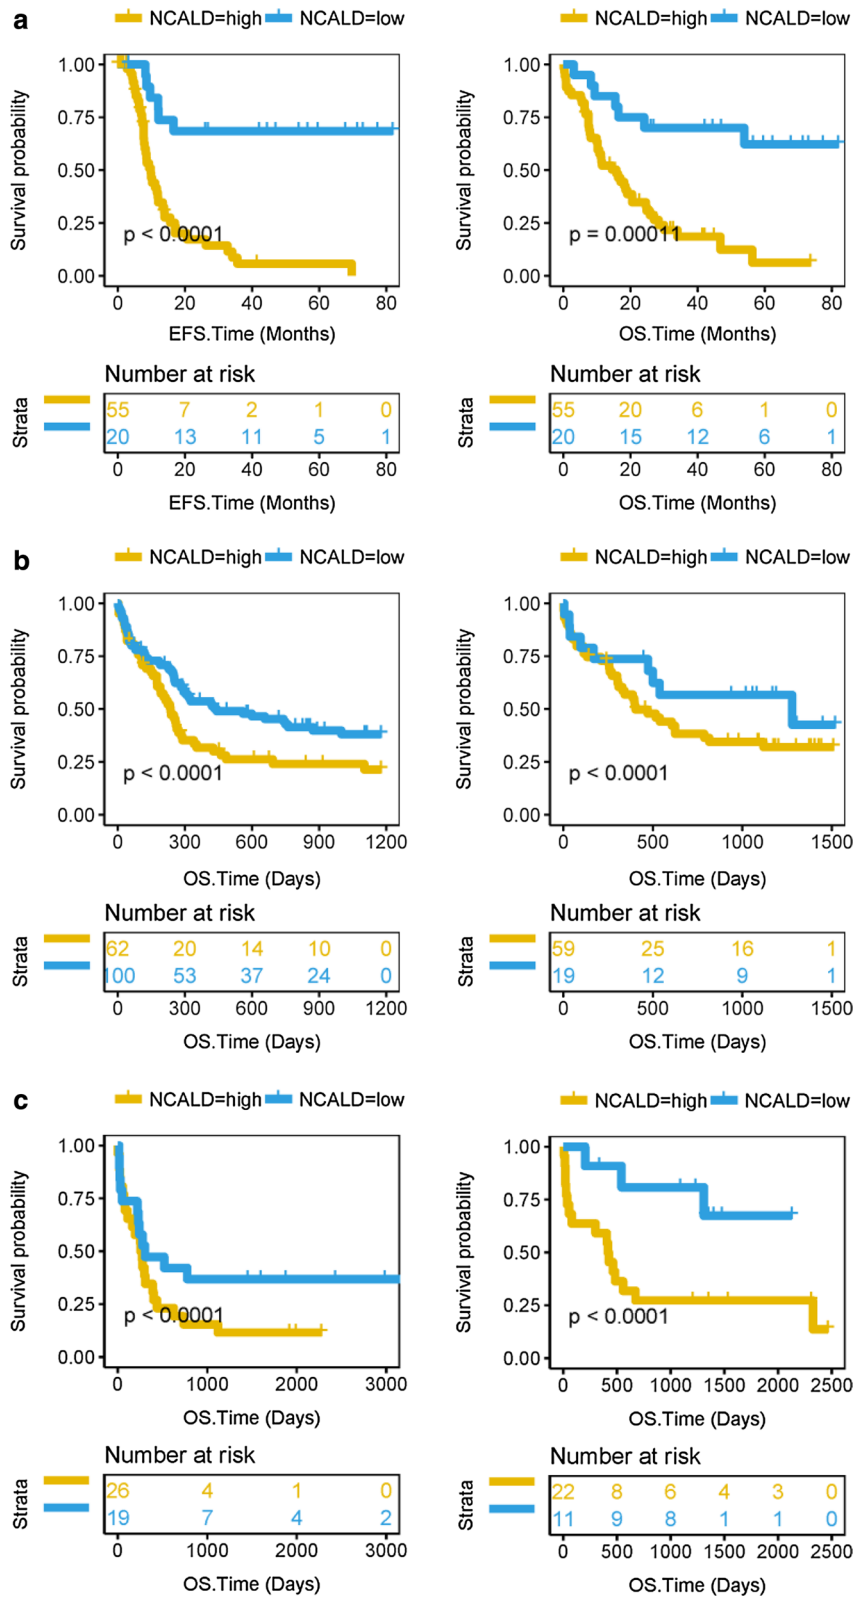 a
NCALD=high NCALD=low
Survival probability
1.00
0.75
0.50
0.25
0.00
p < 0.0001
0 20 40 60 80
EFS.Time (Months)
Number at risk
Strata
55 7 2 1 0
20 13 11 5 1
0 20 40 60 80
EFS.Time (Months)
NCALD=high NCALD=low
Survival probability
1.00
0.75
0.50
0.25
0.00
p = 0.00011
0 20 40 60 80
OS.Time (Months)
Number at risk
Strata
55 20 6 1 0
20 15 12 6 1
0 20 40 60 80
OS.Time (Months)
b
NCALD=high NCALD=low
Survival probability
1.00
0.75
0.50
0.25
0.00
p < 0.0001
0 300 600 900 1200
OS.Time (Days)
Number at risk
Strata
62 20 14 10 0
100 53 37 24 0
0 300 600 900 1200
OS.Time (Days)
NCALD=high NCALD=low
Survival probability
1.00
0.75
0.50
0.25
0.00
p < 0.0001
0 500 1000 1500
OS.Time (Days)
Number at risk
Strata
59 25 16 1
19 12 9 1
0 500 1000 1500
OS.Time (Days)
c
NCALD=high NCALD=low
Survival probability
1.00
0.75
0.50
0.25
0.00
p < 0.0001
0 1000 2000 3000
OS.Time (Days)
Number at risk
Strata
26 4 1 0
19 7 4 2
0 1000 2000 3000
OS.Time (Days)
NCALD=high NCALD=low
Survival probability
1.00
0.75
0.50
0.25
0.00
p < 0.0001
0 500 1000 1500 2000 2500
OS.Time (Days)
Number at risk
Strata
22 8 6 4 3 0
11 9 8 1 1 0
0 500 1000 1500 2000 2500
OS.Time (Days)